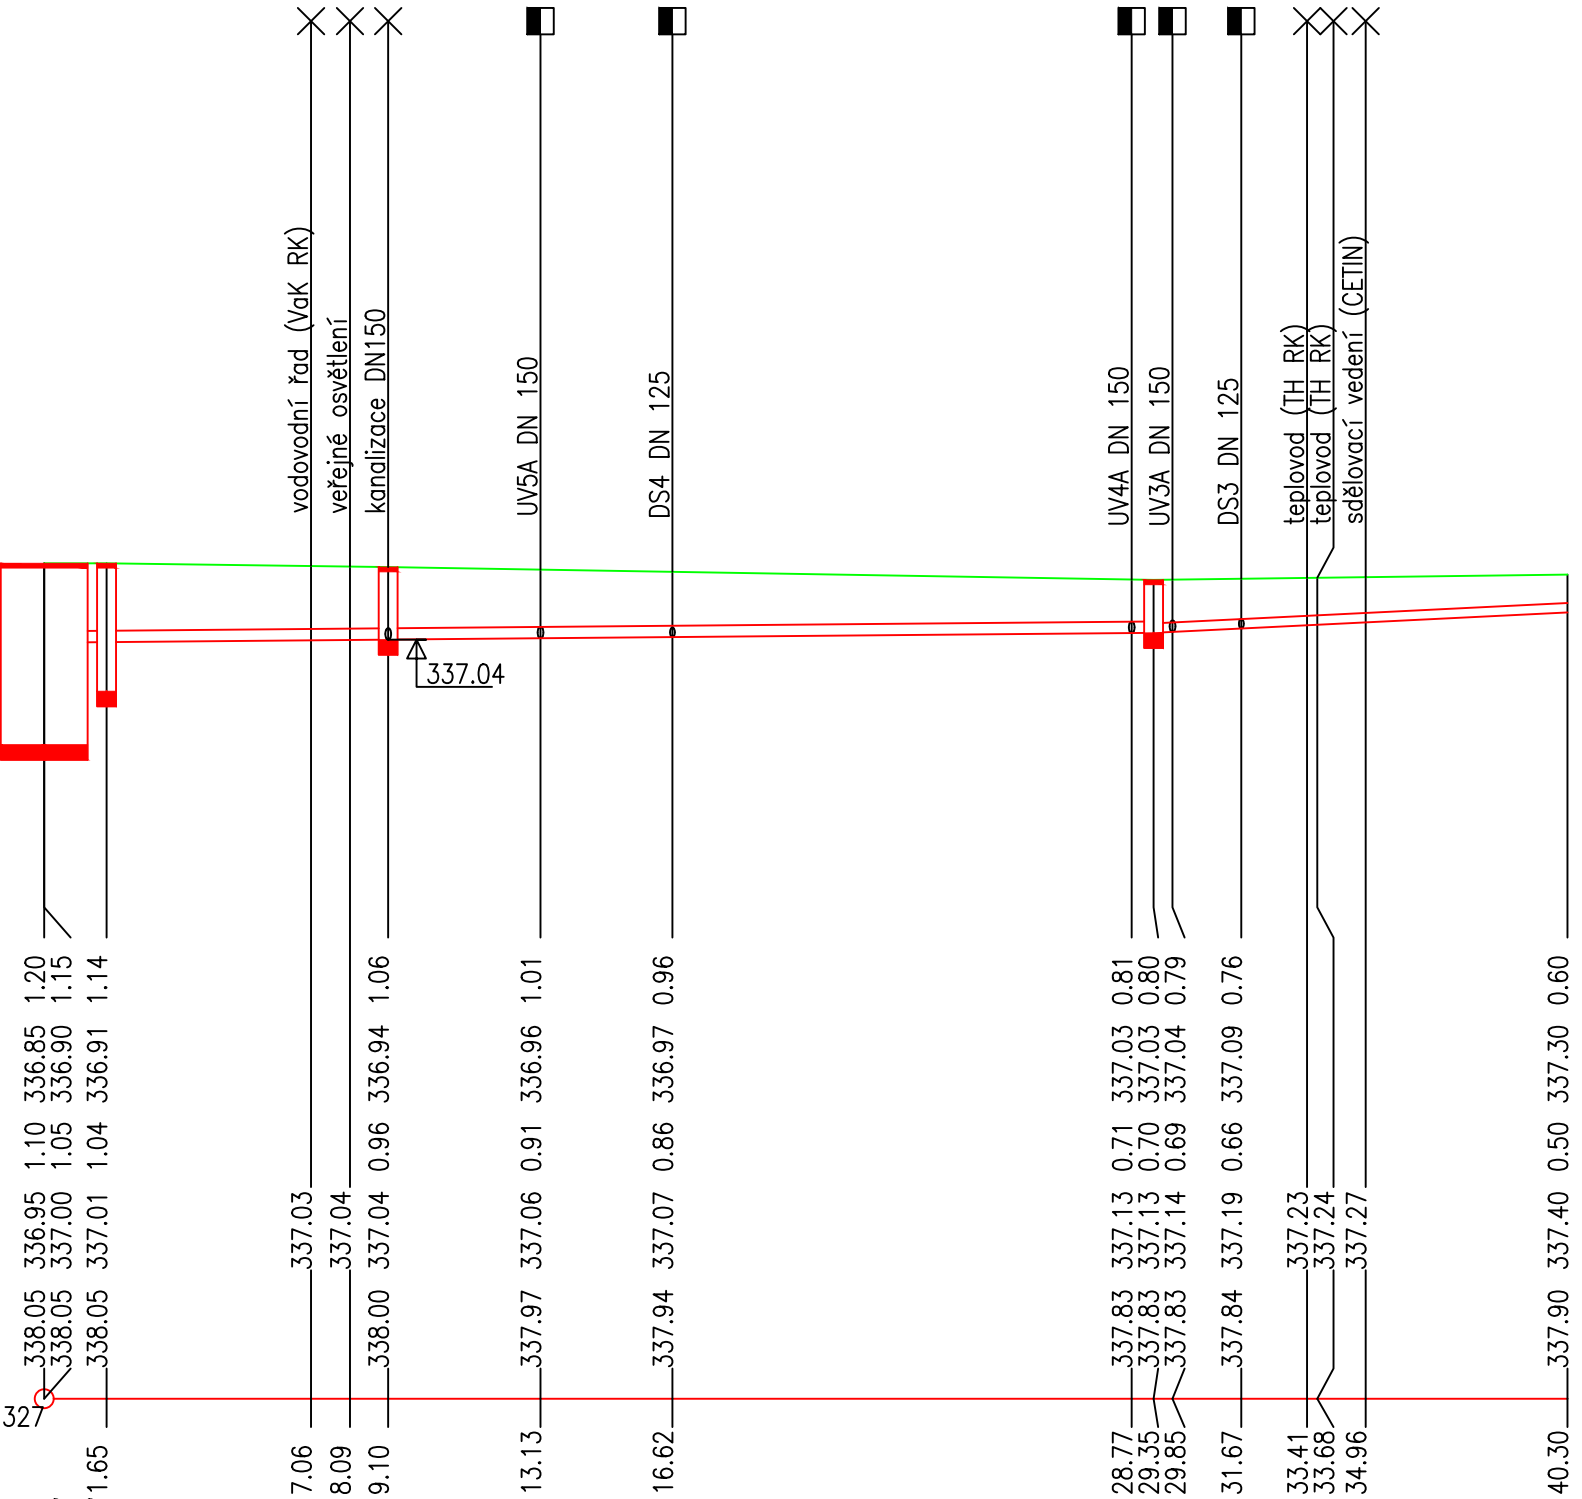 vodovodní řad (VaK RK)
veřejné osvětlení
kanalizace DN150
UV5A DN 150
DS4 DN 125
UV4A DN 150
UV3A DN 150
DS3 DN 125
teplovod (TH RK)
teplovod (TH RK)
sdělovací vedení (CETIN)
337.04
338.05 336.95 1.10 336.85 1.20
338.05 337.00 1.05 336.90 1.15
338.05 337.01 1.04 336.91 1.14
337.03
337.04
338.00 337.04 0.96 336.94 1.06
337.97 337.06 0.91 336.96 1.01
337.94 337.07 0.86 336.97 0.96
337.83 337.13 0.71 337.03 0.81
337.83 337.13 0.70 337.03 0.80
337.83 337.14 0.69 337.04 0.79
337.84 337.19 0.66 337.09 0.76
337.23
337.24
337.27
337.90 337.40 0.50 337.30 0.60
327
1.65
7.06
8.09
9.10
13.13
16.62
28.77
29.35
29.85
31.67
33.41
33.68
34.96
40.30